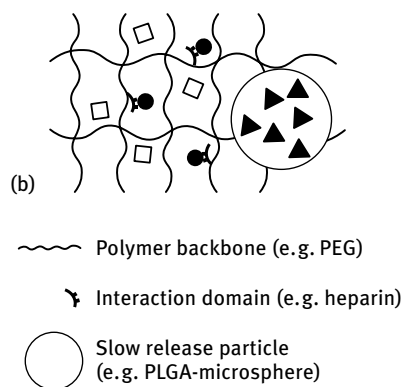 (b)
Polymer backbone (e.g. PEG)
Interaction domain (e.g. heparin)
Slow release particle
(e.g. PLGA-microsphere)